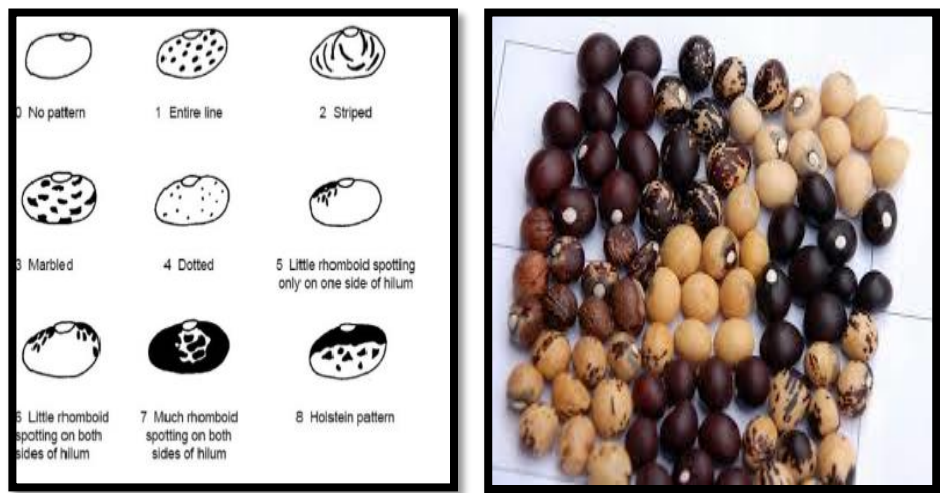 0 No pattern
1 Entire line
2 Striped
3 Marbled
4 Dotted
5 Little rhomboid spotting
only on one side of hilum
6 Little rhomboid
spotting on both
sides of hilum
7 Much rhomboid
spotting on both
sides of hilum
8 Holstein pattern